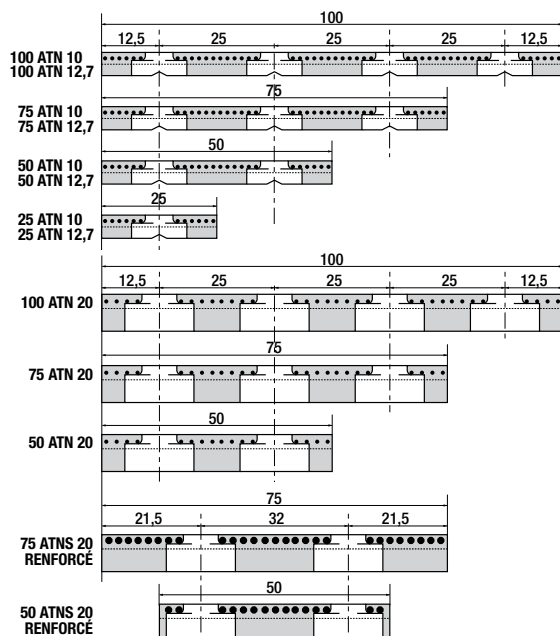 100
12,5 25 25 25 12,5
100 ATN 10
100 ATN 12,7
75
75 ATN 10
75 ATN 12,7
50
50 ATN 10
50 ATN 12,7
25
25 ATN 10
25 ATN 12,7
100
12,5 25 25 25 12,5
100 ATN 20
75
75 ATN 20
50
50 ATN 20
75
21,5 32 21,5
75 ATNS 20
RENFORCÉ
50
50 ATNS 20
RENFORCÉ